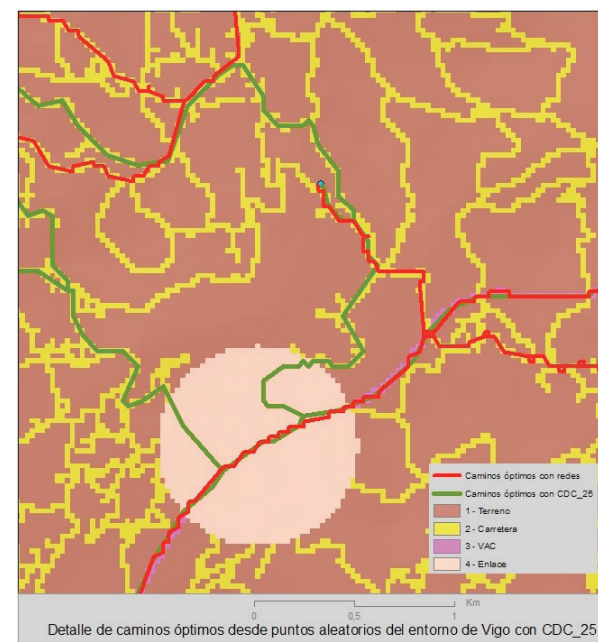 Caminos óptimos con redes
Caminos óptimos con CDC_25
1 - Terreno
2 - Carretera
3 - VAC
4 - Enlace
Km
0 0,5 1
Detalle de caminos óptimos desde puntos aleatorios del entorno de Vigo con CDC_25